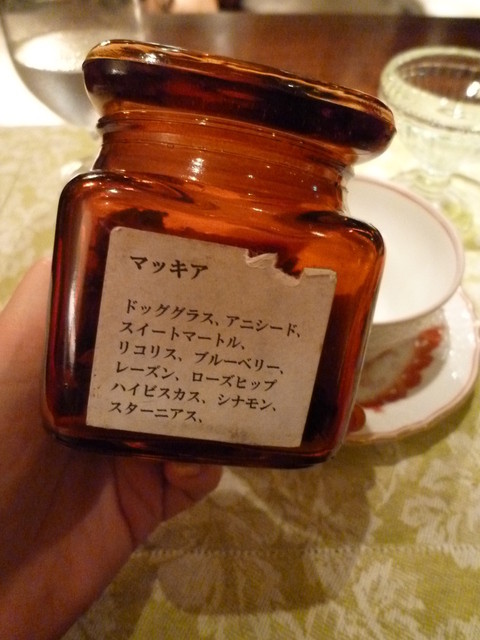 マッキア
ドッググラス、アニシード、
スイートマートル、
リコリス、ブルーベリー、
レーズン、ローズヒップ
ハイビスカス、シナモン、
スターニアス、